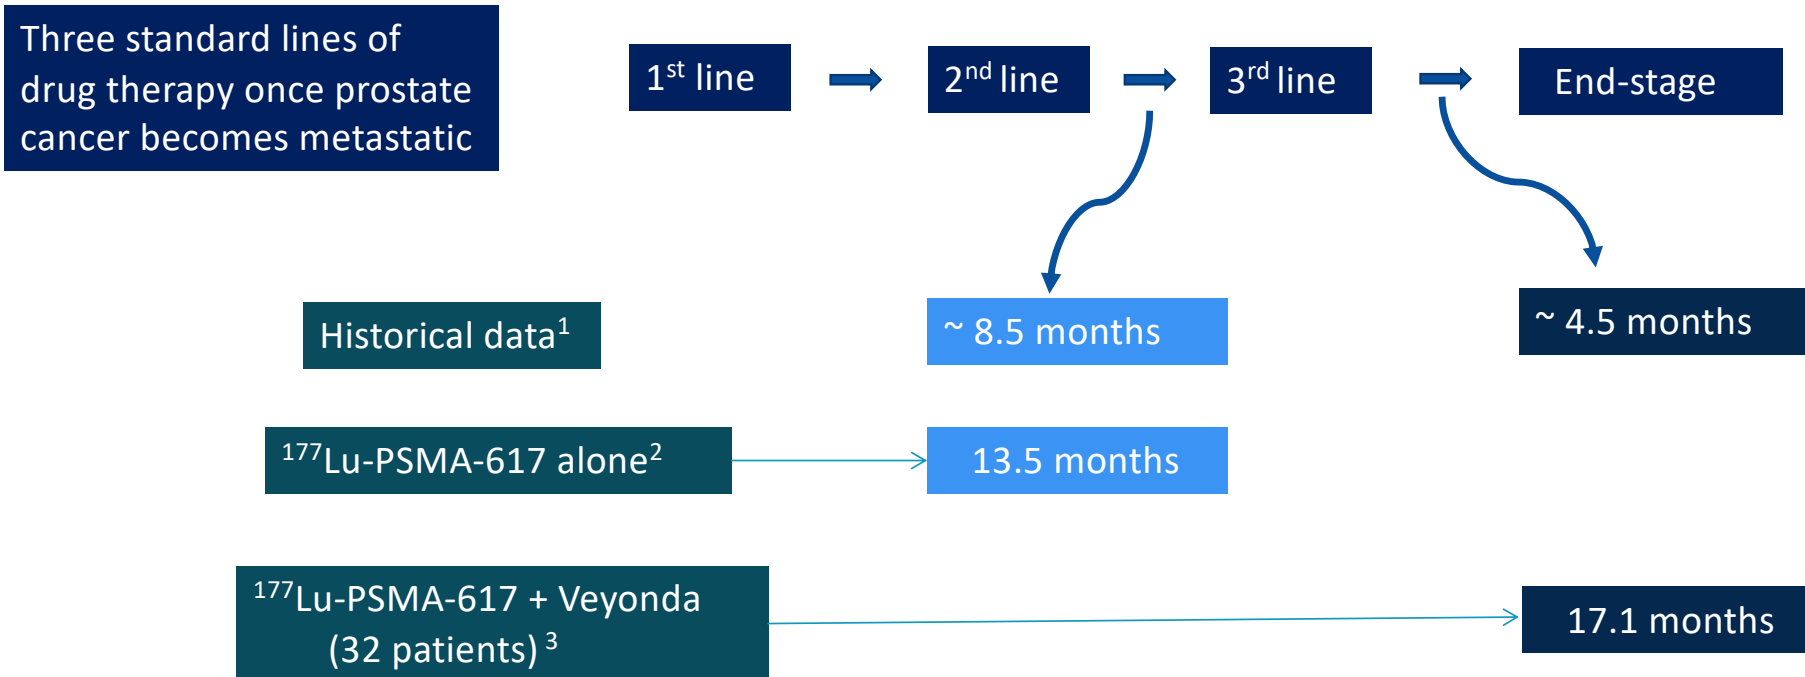 Three standard lines of
drug therapy once prostate
cancer becomes metastatic
1st line
2nd line
3rd line
End-stage
Historical data1
~ 8.5 months
~ 4.5 months
177Lu-PSMA-617 alone2
13.5 months
177Lu-PSMA-617 + Veyonda
(32 patients) 3
17.1 months